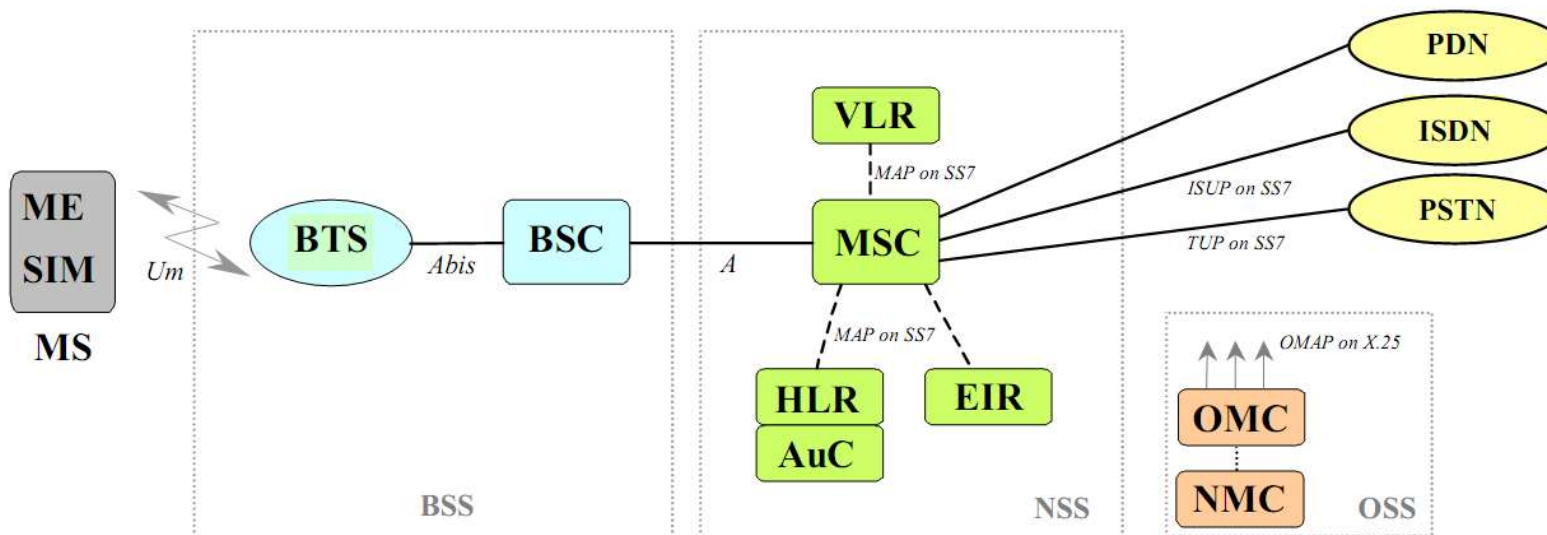 PDN
VLR
ISDN
MAP on SS7
ISUP on SS7
ME
SIM
MS
Um
BTS
Abis
BSC
A
MSC
PSTN
TUP on SS7
MAP on SS7
OMAP on X.25
HLR
AuC
EIR
OMC
NMC
BSS
NSS
OSS